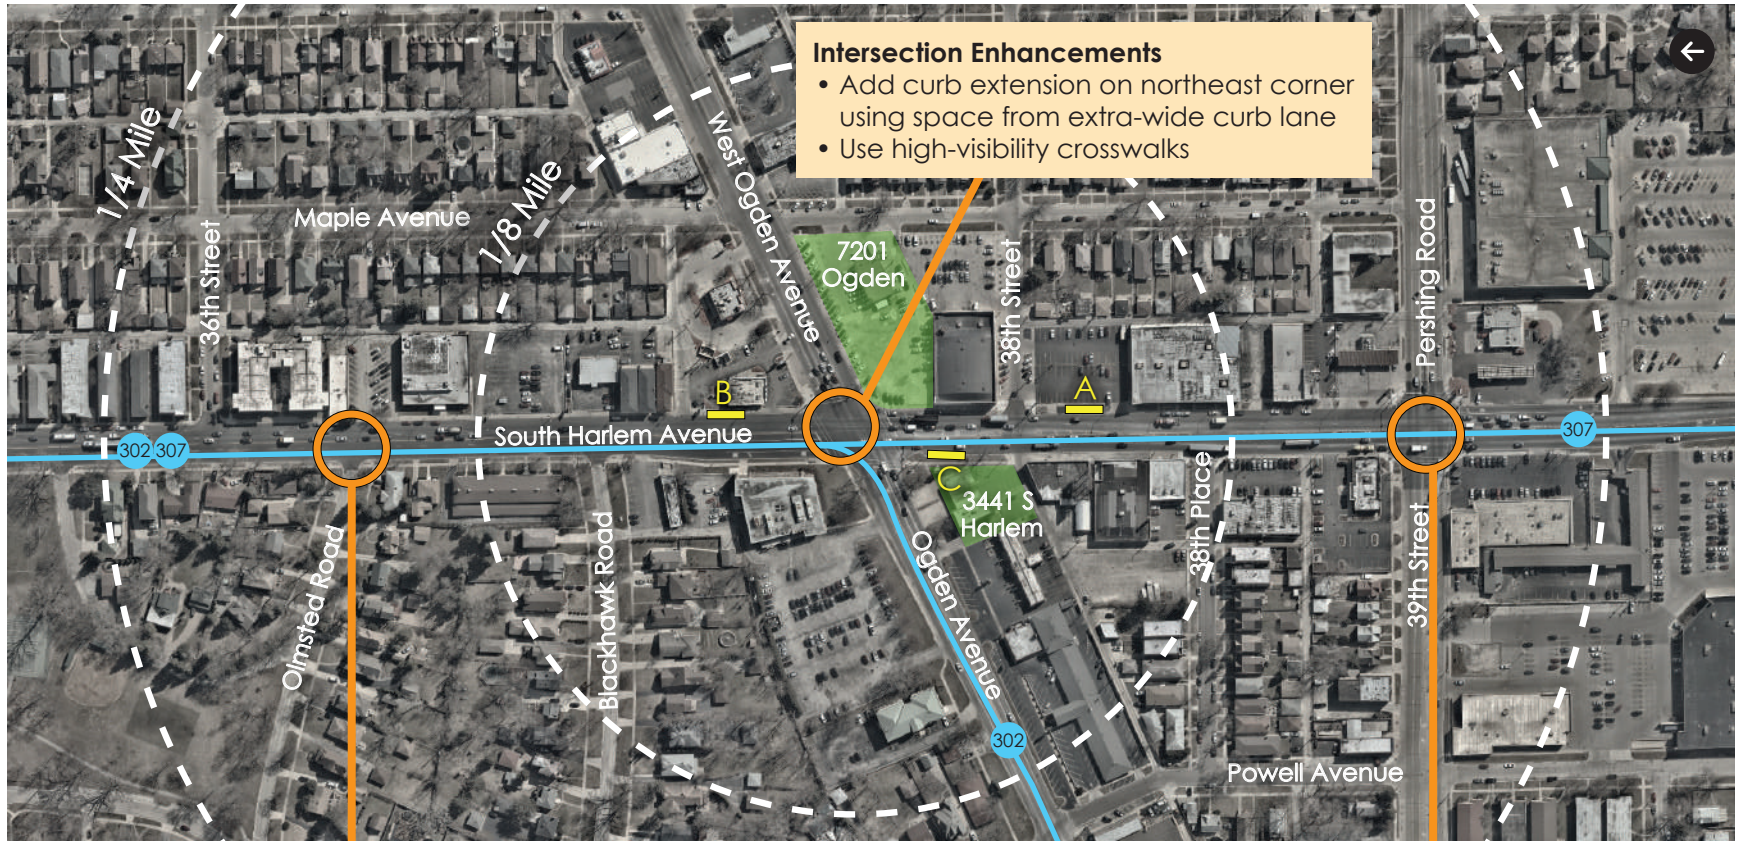 Intersection Enhancements
• Add curb extension on northeast corner
using space from extra-wide curb lane
• Use high-visibility crosswalks
1/4 Mile
1/8 Mile
West Ogden Avenue
Maple Avenue
36th Street
7201
Ogden
38th Street
Pershing Road
B
A
South Harlem Avenue
302
307
307
C
3441 S
Harlem
38th Place
39th Street
Olmsted Road
Blackhawk Road
Ogden Avenue
302
Powell Avenue